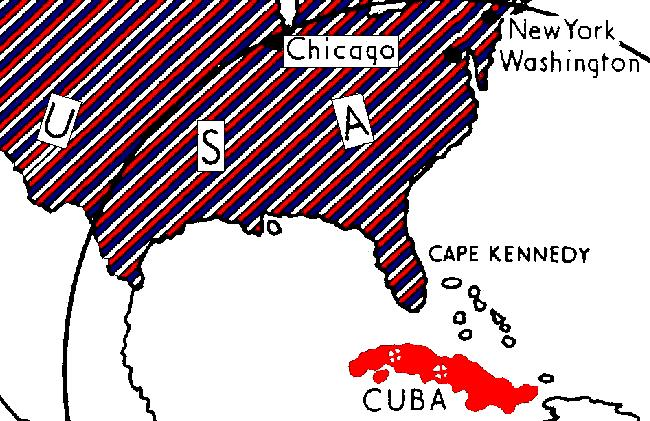 New York
Chicago
Washington
U
S
A
CAPE KENNEDY
CUBA